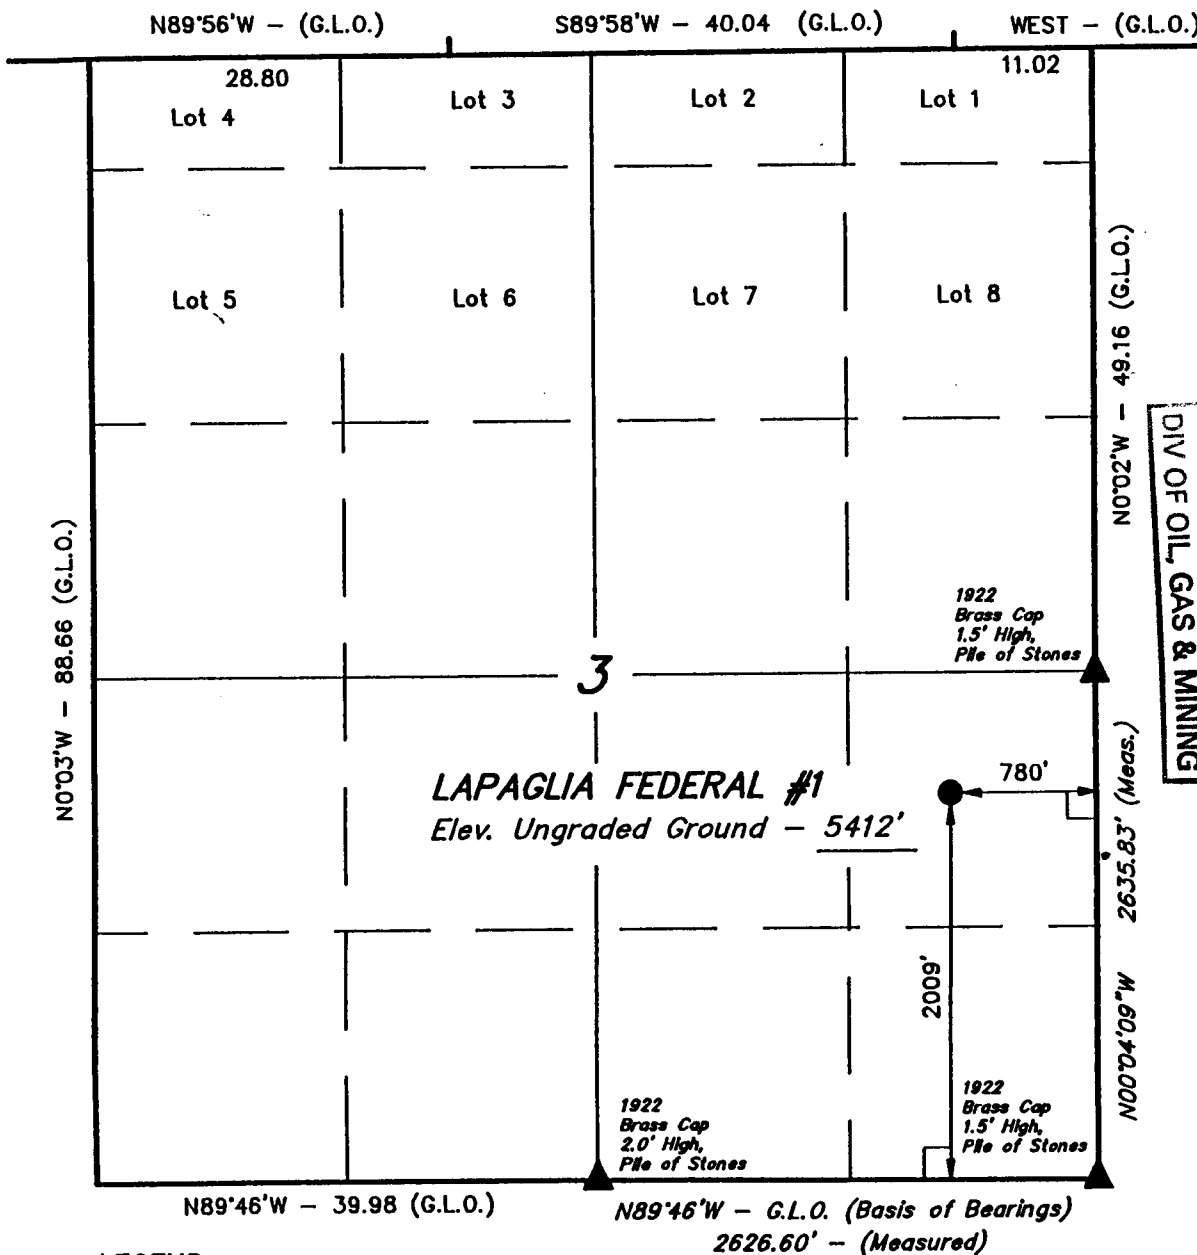 N89°56'W – (G.L.O.)
S89°58'W – 40.04 (G.L.O.)
WEST – (G.L.O.)
28.80
11.02
Lot 4
Lot 3
Lot 2
Lot 1
Lot 5
Lot 6
Lot 7
Lot 8
N0°03'W – 88.66 (G.L.O.)
N0°02'W – 49.16 (G.L.O.)
DIV OF OIL, GAS & MINING
1922
Brass Cap
1.5' High,
Pile of Stones
3
LAPAGLIA FEDERAL #1
Elev. Ungraded Ground – 5412'
780'
2009'
N00°04'09"W 2635.83' (Meas.)
1922
Brass Cap
2.0' High,
Pile of Stones
1922
Brass Cap
1.5' High,
Pile of Stones
N89°46'W – 39.98 (G.L.O.)
N89°46'W – G.L.O. (Basis of Bearings)
2626.60' – (Measured)